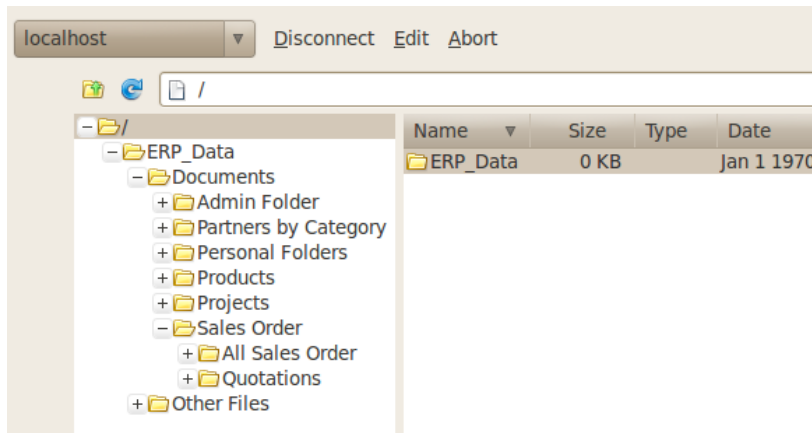 localhost Disconnect Edit Abort
/
/
ERP_Data
Documents
Admin Folder
Partners by Category
Personal Folders
Products
Projects
Sales Order
All Sales Order
Quotations
Other Files
Name Size Type Date
ERP_Data 0 KB Jan 1 1970